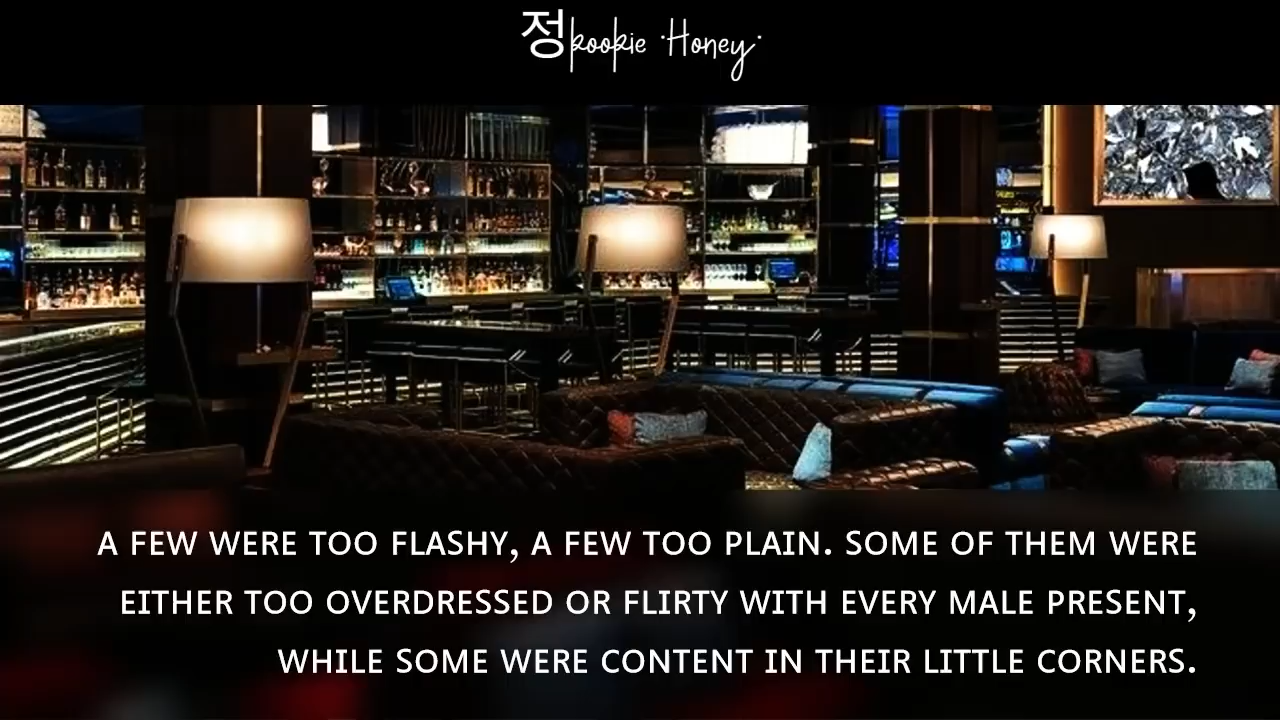 정kookie Honey
A FEW WERE TOO FLASHY, A FEW TOO PLAIN. SOME OF THEM WERE
EITHER TOO OVERDRESSED OR FLIRTY WITH EVERY MALE PRESENT,
WHILE SOME WERE CONTENT IN THEIR LITTLE CORNERS.